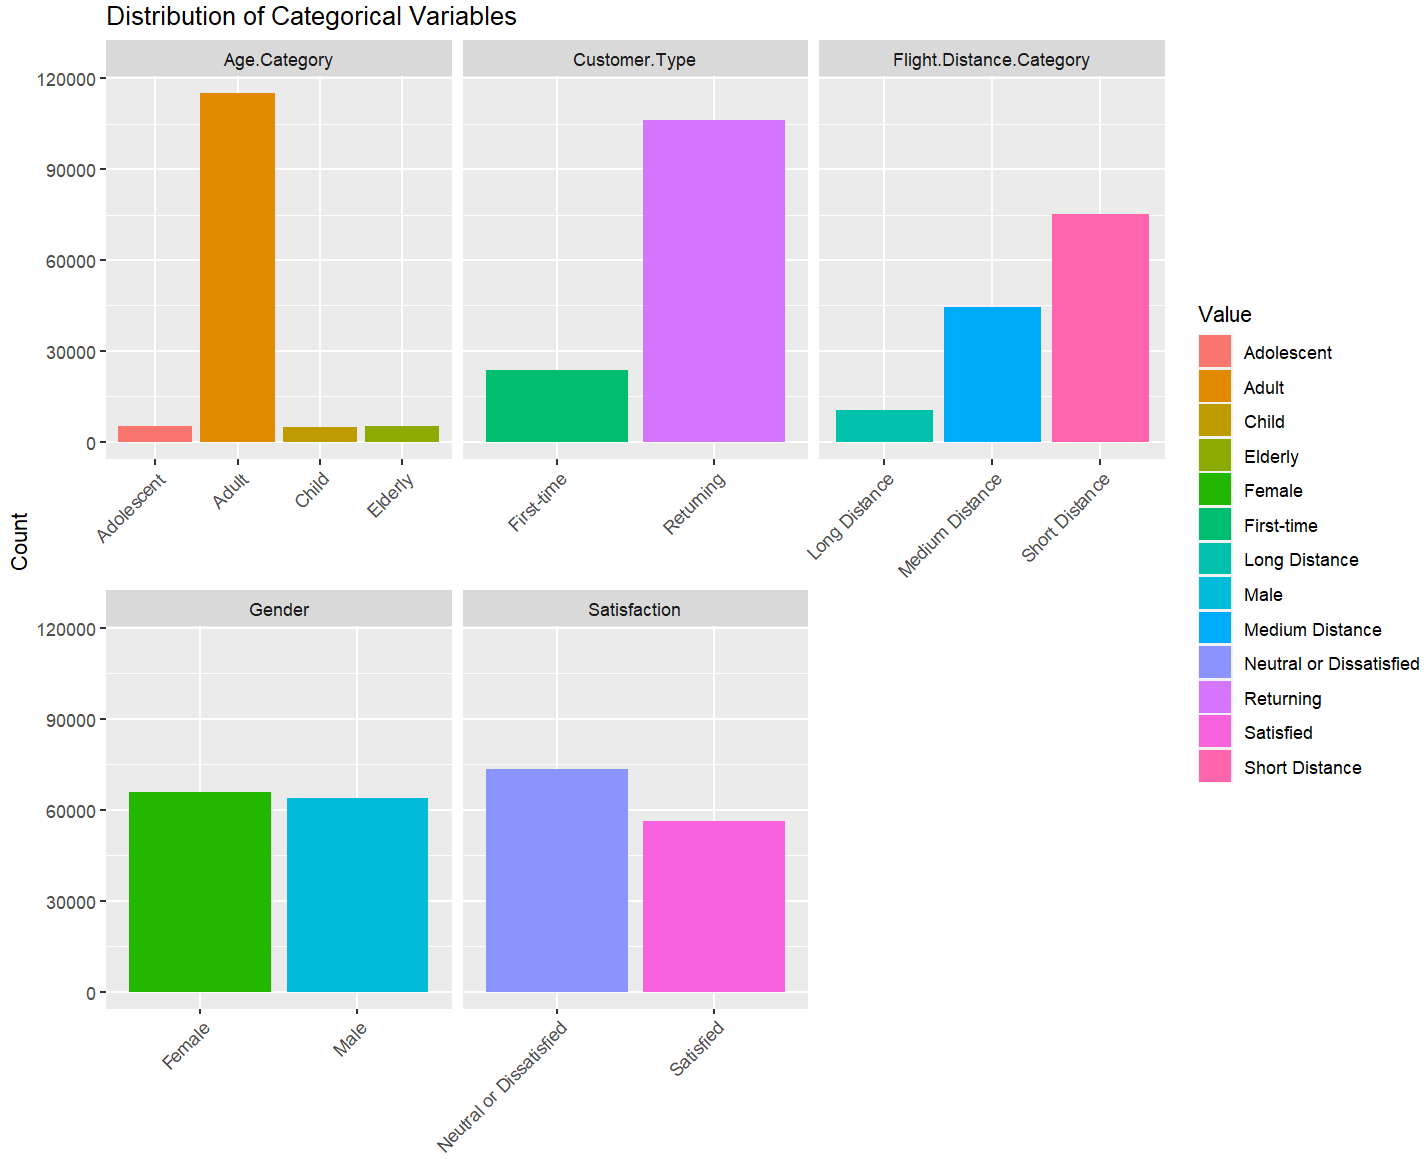 Distribution of Categorical Variables
Age.Category
Customer.Type
Flight.Distance.Category
120000
90000
60000
30000
0
Adolescent
Adult
Child
Elderly
First-time
Returning
Long Distance
Medium Distance
Short Distance
Count
Gender
Satisfaction
120000
90000
60000
30000
0
Female
Male
Neutral or Dissatisfied
Satisfied
Value
Adolescent
Adult
Child
Elderly
Female
First-time
Long Distance
Male
Medium Distance
Neutral or Dissatisfied
Returning
Satisfied
Short Distance